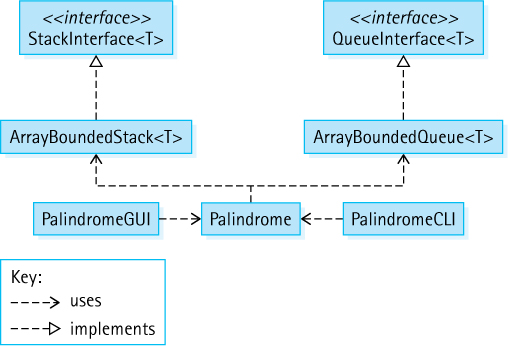 <<interface>>
StackInterface<T>
<<interface>>
QueueInterface<T>
ArrayBoundedStack<T>
ArrayBoundedQueue<T>
PalindromeGUI
Palindrome
PalindromeCLI
Key:
uses
implements